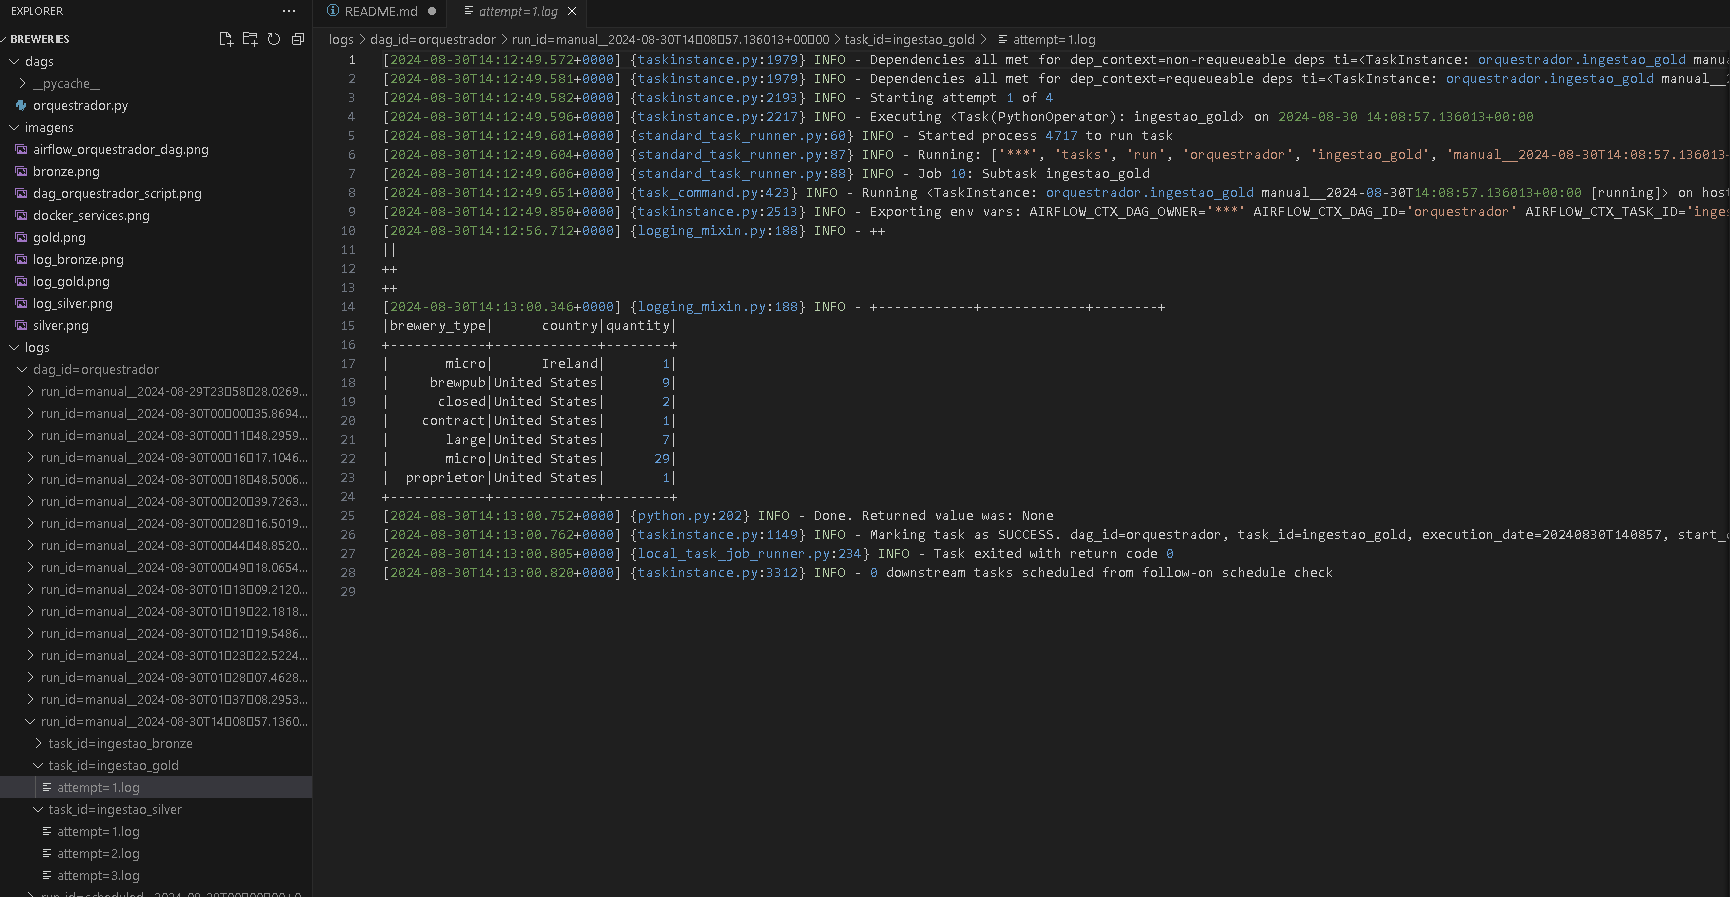 EXPLORER
···
BREWERIES
dags
__pycache__
orquestrador.py
imagens
airflow_orquestrador_dag.png
bronze.png
dag_orquestrador_script.png
docker_services.png
gold.png
log_bronze.png
log_gold.png
log_silver.png
silver.png
logs
dag_id=orquestrador
run_id=manual__2024-08-29T23▯58▯28.0269...
run_id=manual__2024-08-30T00▯00▯35.8694...
run_id=manual__2024-08-30T00▯11▯48.2959...
run_id=manual__2024-08-30T00▯16▯17.1046...
run_id=manual__2024-08-30T00▯18▯48.5006...
run_id=manual__2024-08-30T00▯20▯39.7263...
run_id=manual__2024-08-30T00▯28▯16.5019...
run_id=manual__2024-08-30T00▯44▯48.8520...
run_id=manual__2024-08-30T00▯49▯18.0654...
run_id=manual__2024-08-30T01▯13▯09.2120...
run_id=manual__2024-08-30T01▯19▯22.1818...
run_id=manual__2024-08-30T01▯21▯19.5486...
run_id=manual__2024-08-30T01▯23▯22.5224...
run_id=manual__2024-08-30T01▯28▯07.4628...
run_id=manual__2024-08-30T01▯37▯08.2953...
run_id=manual__2024-08-30T14▯08▯57.1360...
task_id=ingestao_bronze
task_id=ingestao_gold
attempt=1.log
task_id=ingestao_silver
attempt=1.log
attempt=2.log
attempt=3.log
README.md ● attempt=1.log ×
logs > dag_id=orquestrador > run_id=manual__2024-08-30T14▯08▯57.136013+00▯00 > task_id=ingestao_gold > attempt=1.log
1 [2024-08-30T14:12:49.572+0000] {taskinstance.py:1979} INFO - Dependencies all met for dep_context=non-requeueable deps ti=<TaskInstance: orquestrador.ingestao_gold manu
2 [2024-08-30T14:12:49.581+0000] {taskinstance.py:1979} INFO - Dependencies all met for dep_context=requeueable deps ti=<TaskInstance: orquestrador.ingestao_gold manual__
3 [2024-08-30T14:12:49.582+0000] {taskinstance.py:2193} INFO - Starting attempt 1 of 4
4 [2024-08-30T14:12:49.596+0000] {taskinstance.py:2217} INFO - Executing <Task(PythonOperator): ingestao_gold> on 2024-08-30 14:08:57.136013+00:00
5 [2024-08-30T14:12:49.601+0000] {standard_task_runner.py:60} INFO - Started process 4717 to run task
6 [2024-08-30T14:12:49.604+0000] {standard_task_runner.py:87} INFO - Running: ['***', 'tasks', 'run', 'orquestrador', 'ingestao_gold', 'manual__2024-08-30T14:08:57.136013-
7 [2024-08-30T14:12:49.606+0000] {standard_task_runner.py:88} INFO - Job 10: Subtask ingestao_gold
8 [2024-08-30T14:12:49.651+0000] {task_command.py:423} INFO - Running <TaskInstance: orquestrador.ingestao_gold manual__2024-08-30T14:08:57.136013+00:00 [running]> on host
9 [2024-08-30T14:12:49.850+0000] {taskinstance.py:2513} INFO - Exporting env vars: AIRFLOW_CTX_DAG_OWNER='***' AIRFLOW_CTX_DAG_ID='orquestrador' AIRFLOW_CTX_TASK_ID='inges
10 [2024-08-30T14:12:56.712+0000] {logging_mixin.py:188} INFO - ++
11 ||
12 ++
13 ++
14 [2024-08-30T14:13:00.346+0000] {logging_mixin.py:188} INFO - +------------+-------------+--------+
15 |brewery_type|      country|quantity|
16 +------------+-------------+--------+
17 |       micro|      Ireland|       1|
18 |     brewpub|United States|       9|
19 |      closed|United States|       2|
20 |    contract|United States|       1|
21 |       large|United States|       7|
22 |       micro|United States|      29|
23 |  proprietor|United States|       1|
24 +------------+-------------+--------+
25 [2024-08-30T14:13:00.752+0000] {python.py:202} INFO - Done. Returned value was: None
26 [2024-08-30T14:13:00.762+0000] {taskinstance.py:1149} INFO - Marking task as SUCCESS. dag_id=orquestrador, task_id=ingestao_gold, execution_date=20240830T140857, start_
27 [2024-08-30T14:13:00.805+0000] {local_task_job_runner.py:234} INFO - Task exited with return code 0
28 [2024-08-30T14:13:00.820+0000] {taskinstance.py:3312} INFO - 0 downstream tasks scheduled from follow-on schedule check
29